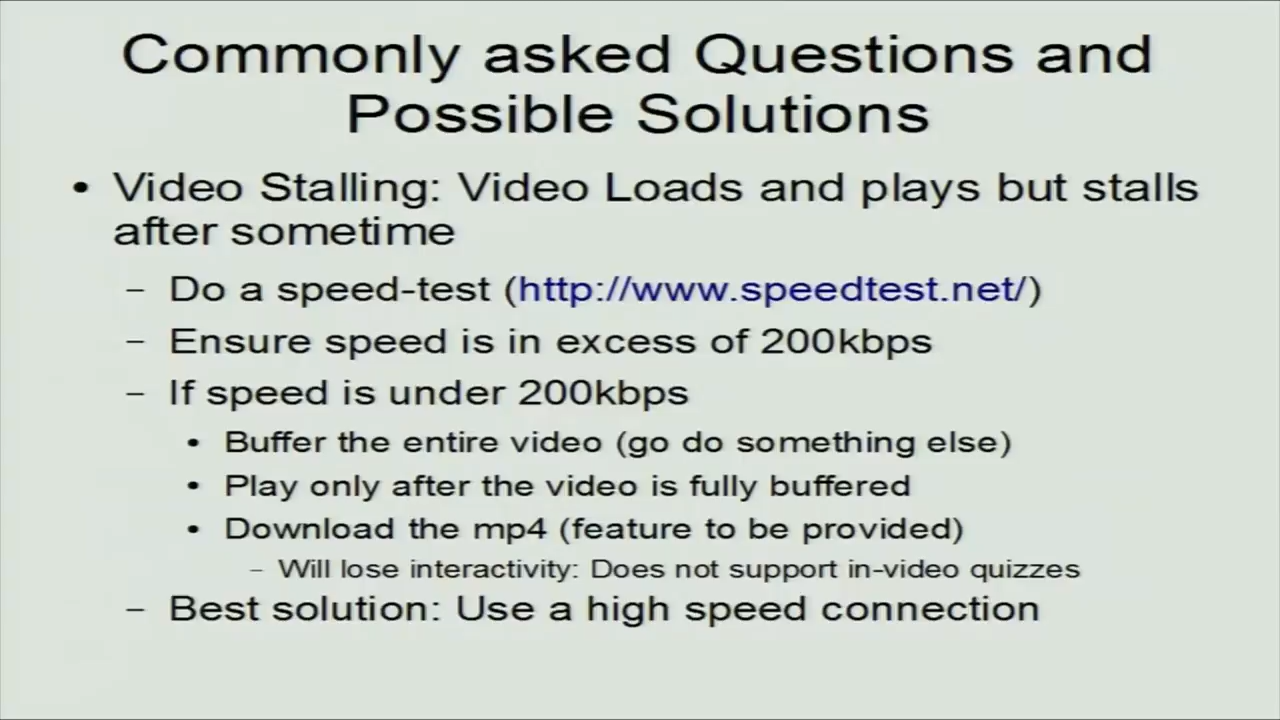 Commonly asked Questions and
Possible Solutions
• Video Stalling: Video Loads and plays but stalls
after sometime
– Do a speed-test (http://www.speedtest.net/)
– Ensure speed is in excess of 200kbps
– If speed is under 200kbps
• Buffer the entire video (go do something else)
• Play only after the video is fully buffered
• Download the mp4 (feature to be provided)
– Will lose interactivity: Does not support in-video quizzes
– Best solution: Use a high speed connection